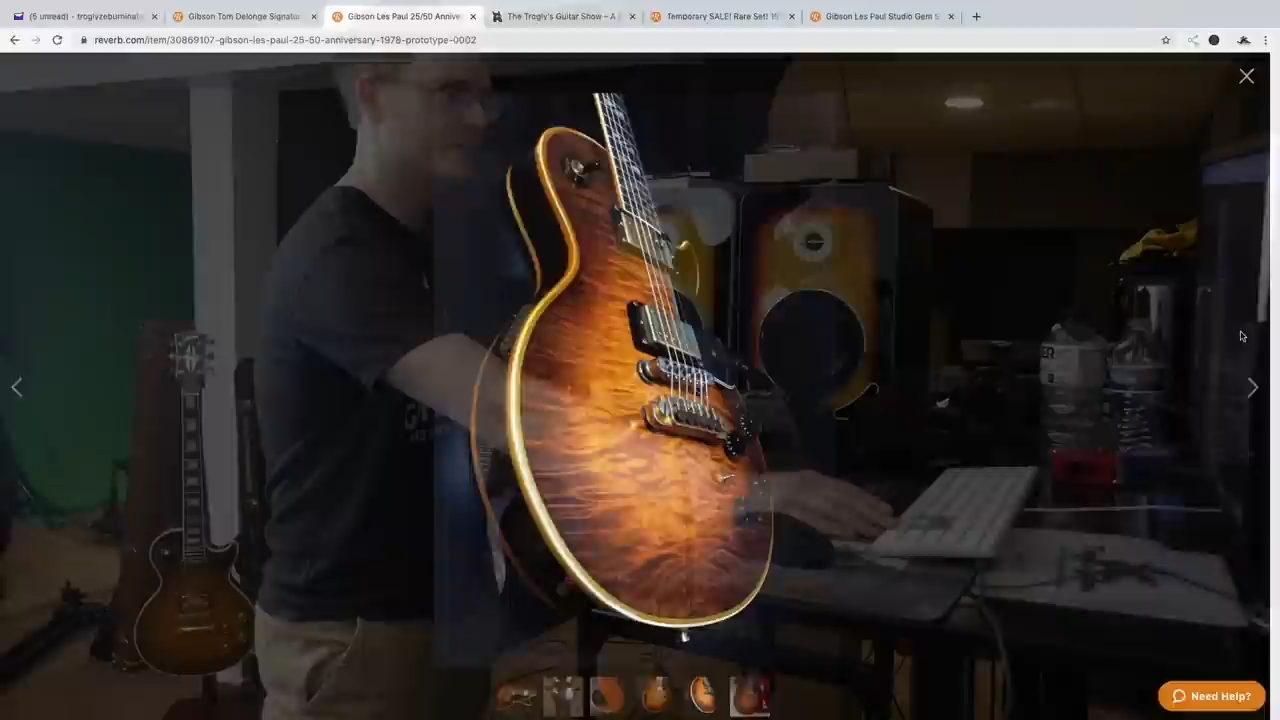 (5 unread) - troglyzeburninat
Gibson Tom Delonge Signatu
Gibson Les Paul 25/50 Annive
The Trogly's Guitar Show – A
Temporary SALE! Rare Set!
Gibson Les Paul Studio Gem S
reverb.com/item/30869107-gibson-les-paul-25-50-anniversary-1978-prototype-0002
Need Help?